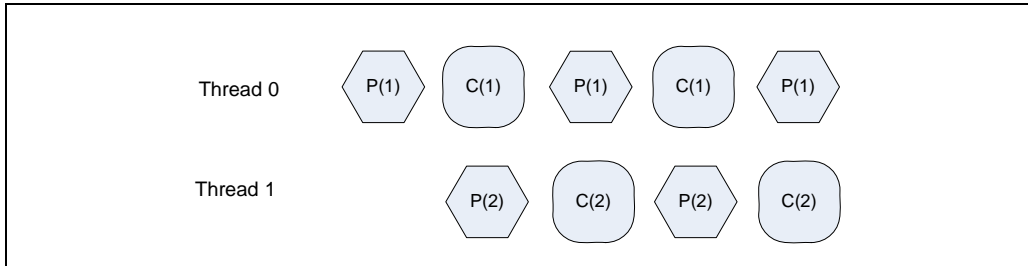 Thread 0 P(1) C(1) P(1) C(1) P(1)
Thread 1 P(2) C(2) P(2) C(2)